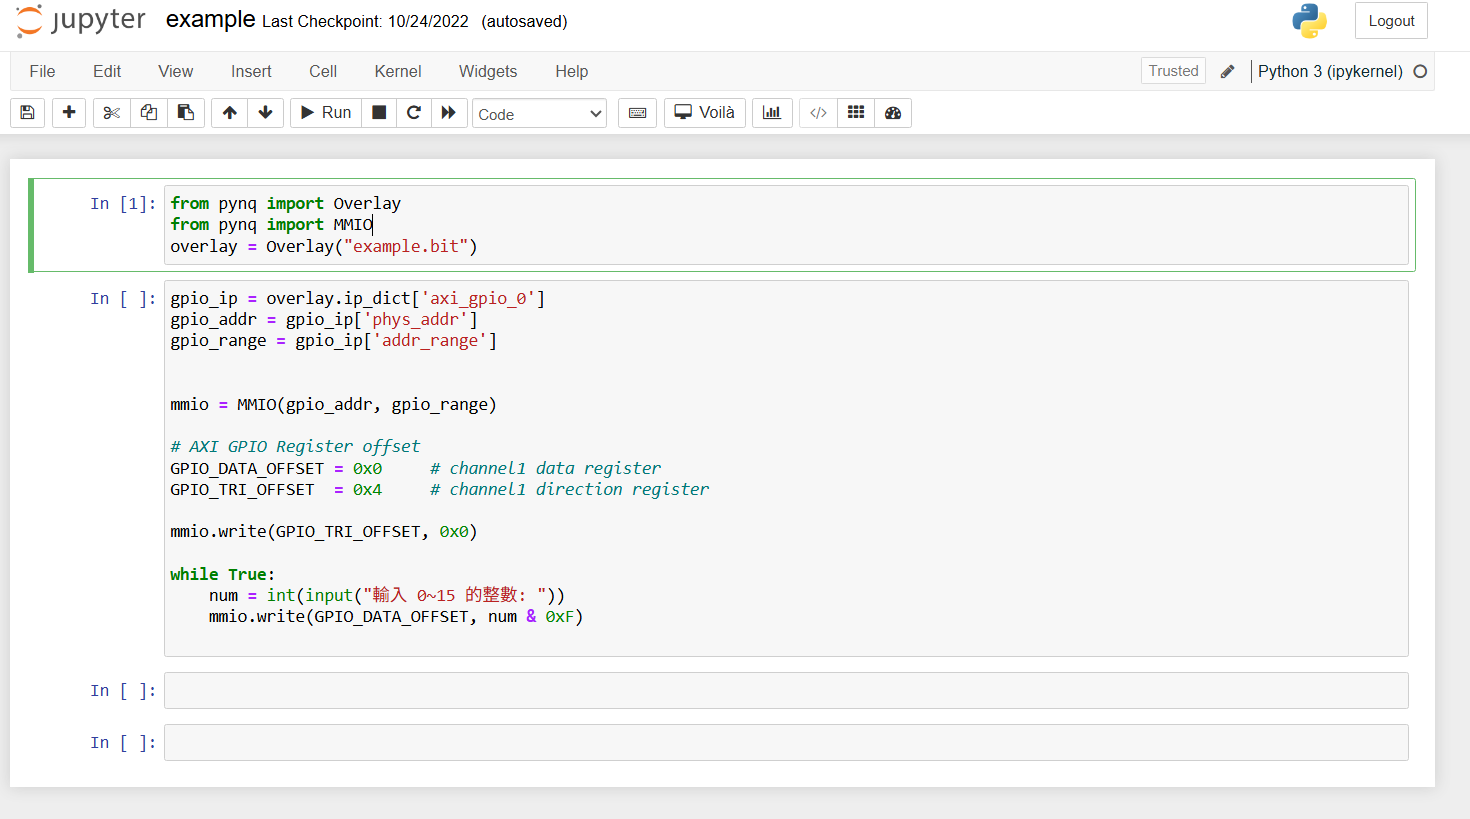 jupyter example Last Checkpoint: 10/24/2022 (autosaved) Logout
File Edit View Insert Cell Kernel Widgets Help Trusted Python 3 (ipykernel)
Run Code Voilà </>
In [1]: from pynq import Overlay
from pynq import MMIO
overlay = Overlay("example.bit")
In [ ]: gpio_ip = overlay.ip_dict['axi_gpio_0']
gpio_addr = gpio_ip['phys_addr']
gpio_range = gpio_ip['addr_range']
mmio = MMIO(gpio_addr, gpio_range)
# AXI GPIO Register offset
GPIO_DATA_OFFSET = 0x0     # channel1 data register
GPIO_TRI_OFFSET  = 0x4     # channel1 direction register
mmio.write(GPIO_TRI_OFFSET, 0x0)
while True:
    num = int(input("輸入 0~15 的整數: "))
    mmio.write(GPIO_DATA_OFFSET, num & 0xF)
In [ ]:
In [ ]: